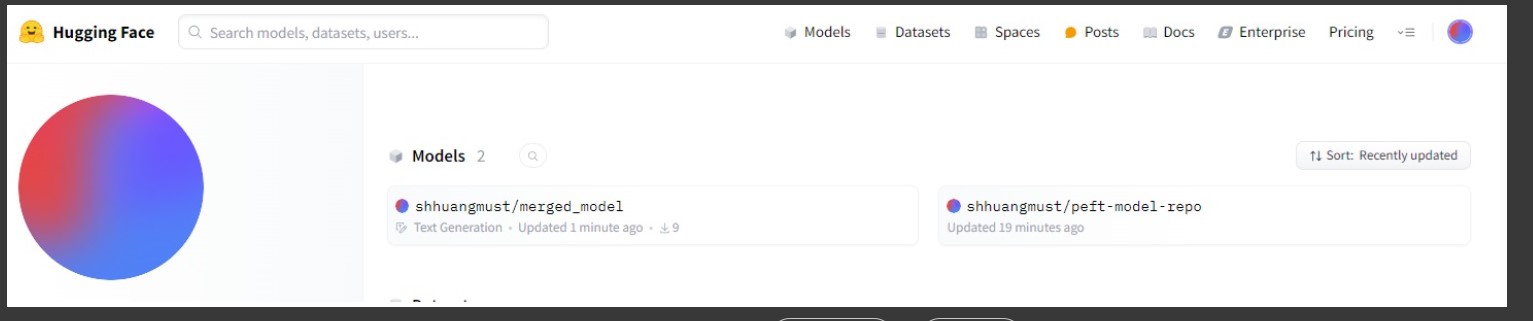 Hugging Face Search models, datasets, users... Models Datasets Spaces Posts Docs Enterprise Pricing
Models 2 Sort: Recently updated
shhuangmust/merged_model
Text Generation • Updated 1 minute ago • 9
shhuangmust/peft-model-repo
Updated 19 minutes ago